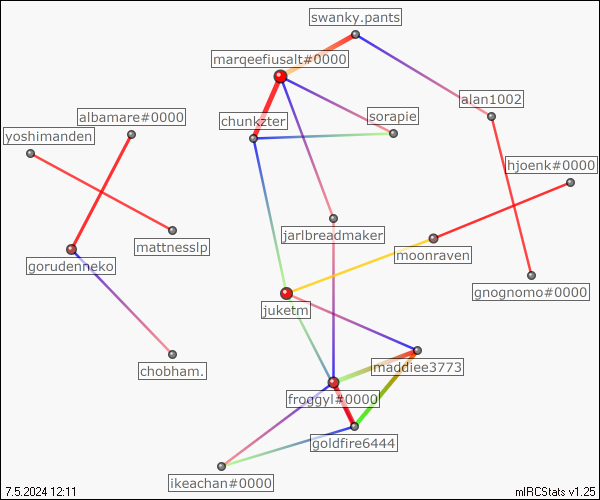 swanky.pants
marqeefiusalt#0000
alan1002
albamare#0000
sorapie
chunkzter
yoshimanden
hjoenk#0000
jarlbreadmaker
mattnesslp
moonraven
gorudenneko
gnognomo#0000
juketm
chobham.
maddiee3773
froggyl#0000
goldfire6444
ikeachan#0000
7.5.2024 12:11
mIRCStats v1.25